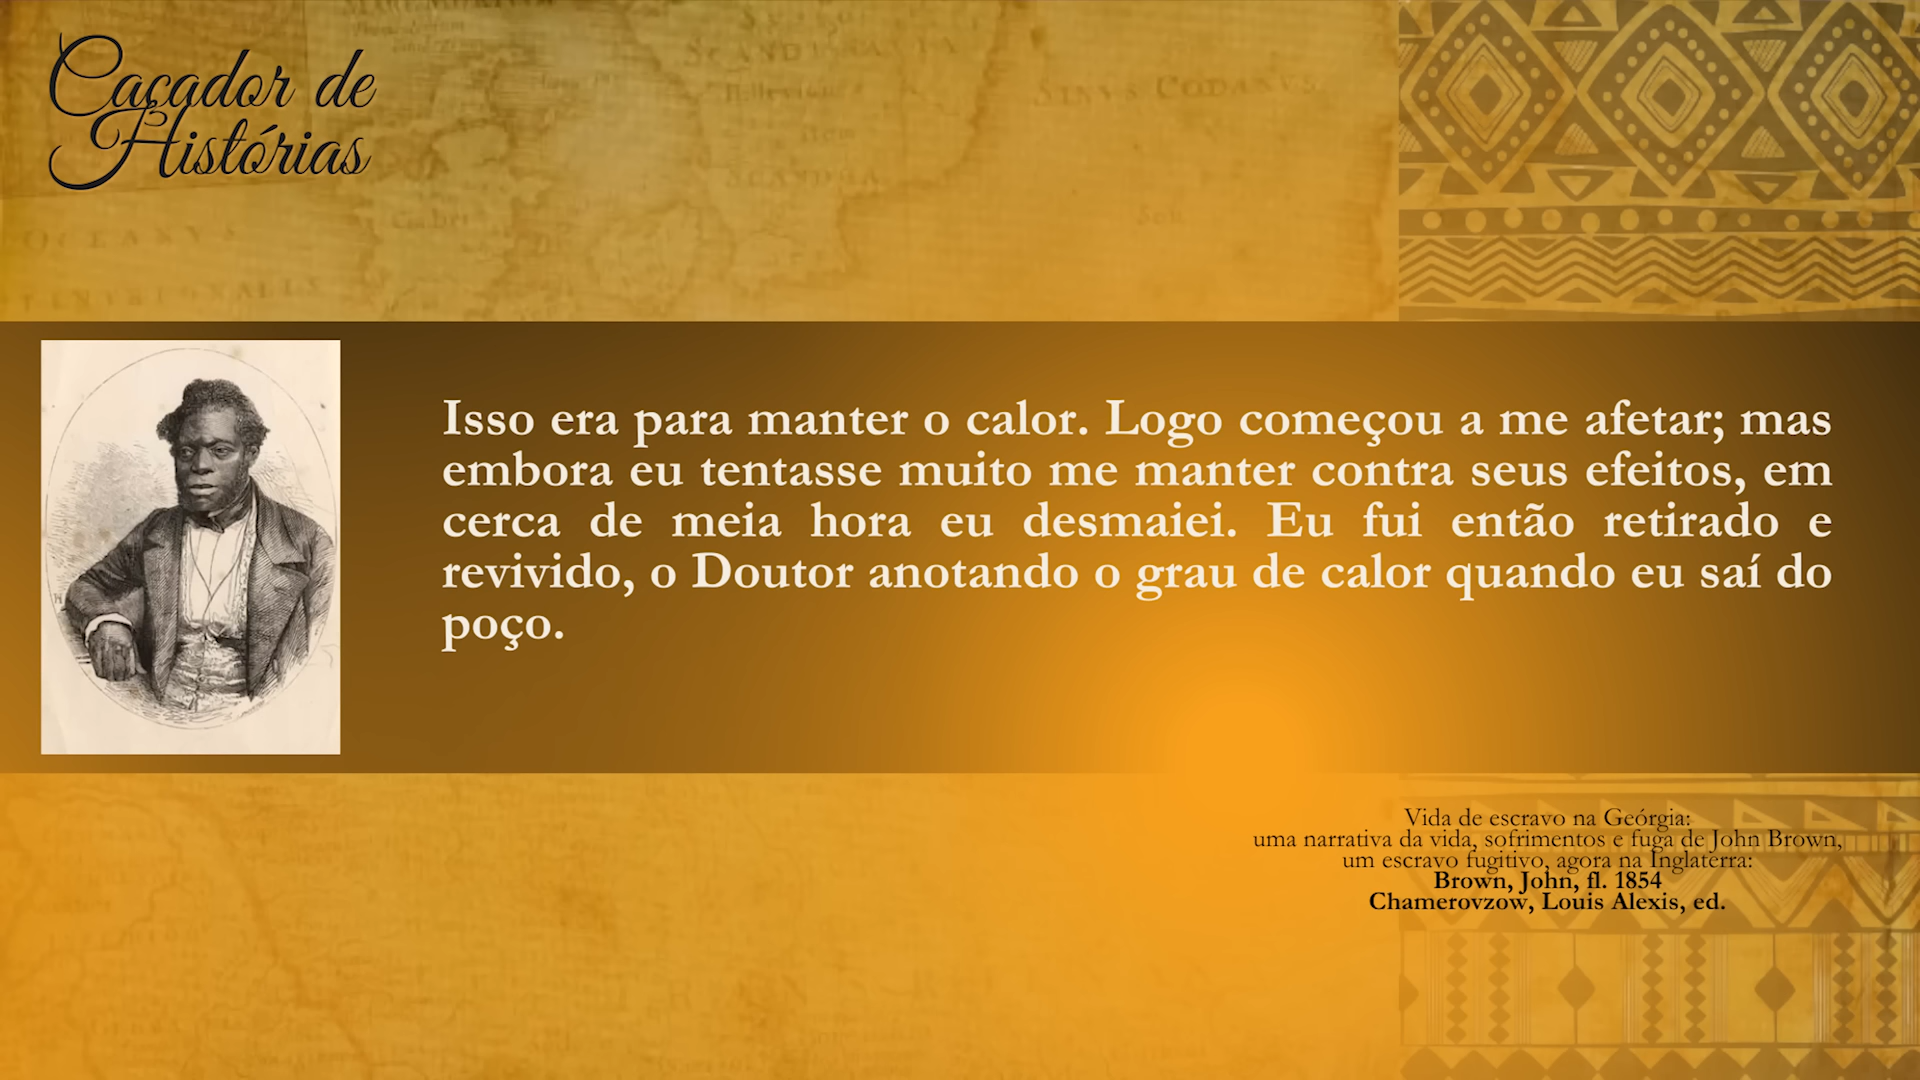 Caçador de
Histórias
Isso era para manter o calor. Logo começou a me afetar; mas
embora eu tentasse muito me manter contra seus efeitos, em
cerca de meia hora eu desmaiei. Eu fui então retirado e
revivido, o Doutor anotando o grau de calor quando eu saí do
poço.
Vida de escravo na Geórgia:
uma narrativa da vida, sofrimentos e fuga de John Brown,
um escravo fugitivo, agora na Inglaterra:
Brown, John, fl. 1854
Chamerovzow, Louis Alexis, ed.